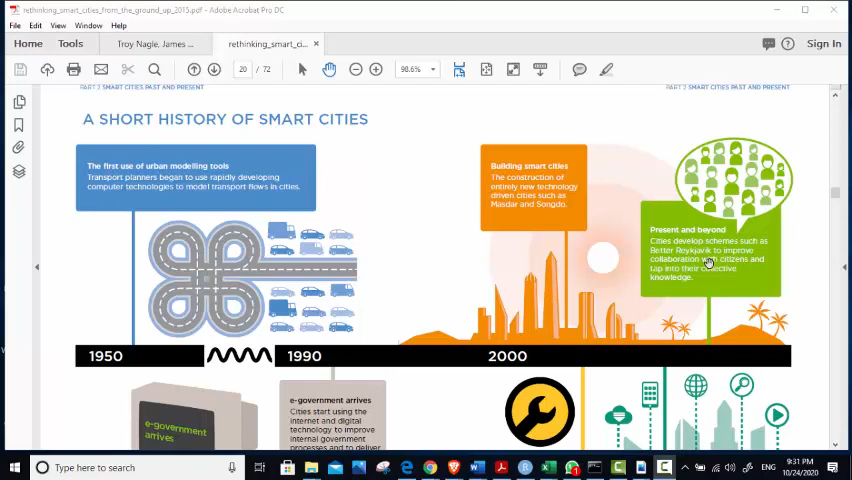 rethinking_smart_cities_from_the_ground_up_2015.pdf - Adobe Acrobat Pro DC
File Edit View Window Help
Home Tools Troy Nagle, James ... rethinking_smart_ci... × Sign In
20 / 72 98.6%
PART 2 SMART CITIES PAST AND PRESENT PART 2 SMART CITIES PAST AND PRESENT
A SHORT HISTORY OF SMART CITIES
The first use of urban modelling tools
Transport planners began to use rapidly developing
computer technologies to model transport flows in cities.
Building smart cities
The construction of
entirely new technology
driven cities such as
Masdar and Songdo.
Present and beyond
Cities develop schemes such as
Better Reykjavik to improve
collaboration with citizens and
tap into their collective
knowledge.
1950 1990 2000
e-government
arrives
e-government arrives
Cities start using the
internet and digital
technology to improve
internal government
processes and to deliver
Type here to search
ENG
9:31 PM
10/24/2020